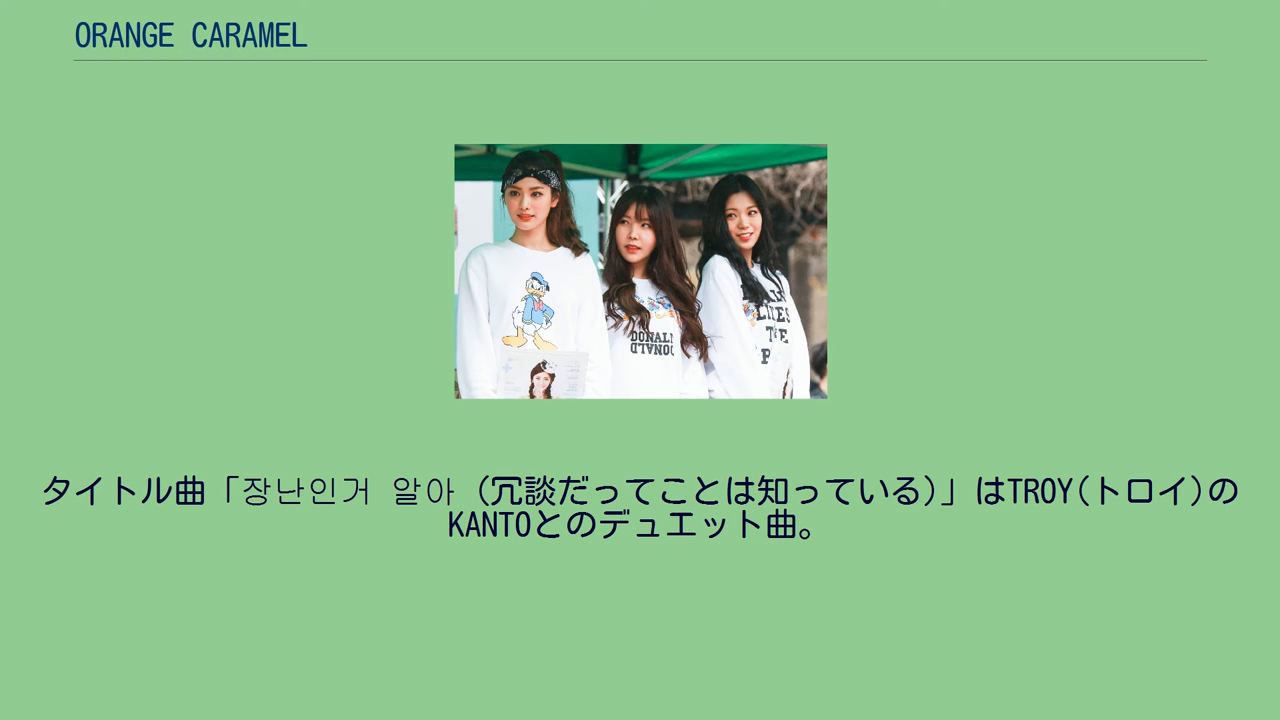 ORANGE CARAMEL
DONALD
LIKES
タイトル曲「장난인거 알아 (冗談だってことは知っている)」はTROY(トロイ)の
KANTOとのデュエット曲。